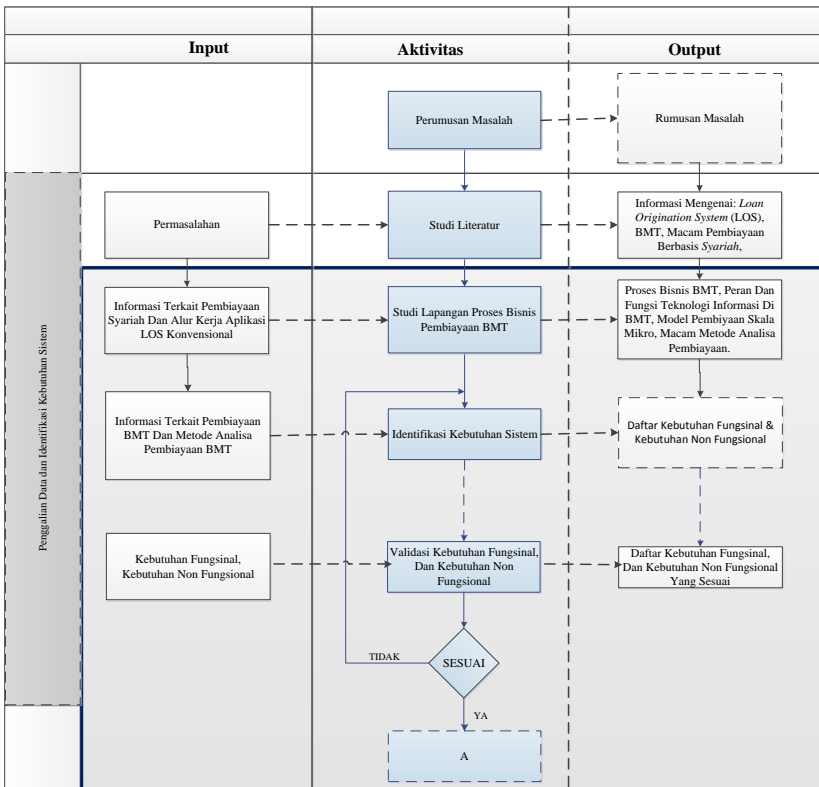 Input
Aktivitas
Output
Perumusan Masalah
Rumusan Masalah
Penggalian Data dan Identifikasi Kebutuhan Sistem
Permasalahan
Studi Literatur
Informasi Mengenai: Loan
Origination System (LOS),
BMT, Macam Pembiayaan
Berbasis Syariah,
Informasi Terkait Pembiayaan
Syariah Dan Alur Kerja Aplikasi
LOS Konvensional
Studi Lapangan Proses Bisnis
Pembiayaan BMT
Proses Bisnis BMT, Peran Dan
Fungsi Teknologi Informasi Di
BMT, Model Pembiyaan Skala
Mikro, Macam Metode Analisa
Pembiayaan.
Informasi Terkait Pembiayaan
BMT Dan Metode Analisa
Pembiayaan BMT
Identifikasi Kebutuhan Sistem
Daftar Kebutuhan Fungsinal &
Kebutuhan Non Fungsional
Kebutuhan Fungsinal,
Kebutuhan Non Fungsional
Validasi Kebutuhan Fungsinal,
Dan Kebutuhan Non
Fungsional
Daftar Kebutuhan Fungsinal,
Dan Kebutuhan Non Fungsional
Yang Sesuai
TIDAK
SESUAI
YA
A